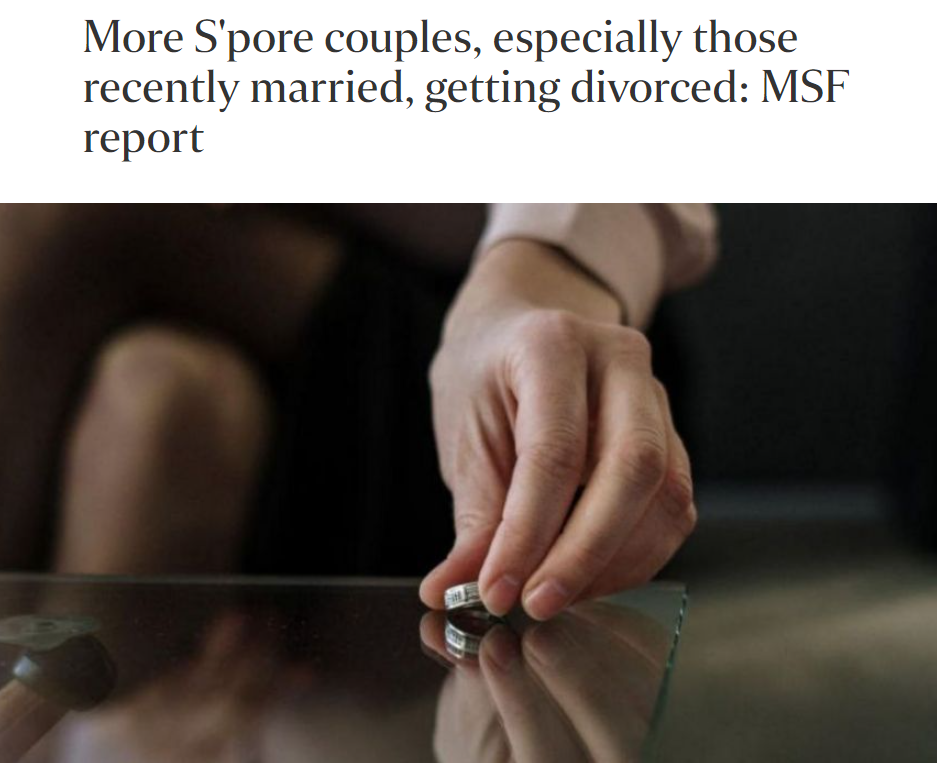 More S'pore couples, especially those
recently married, getting divorced: MSF
report